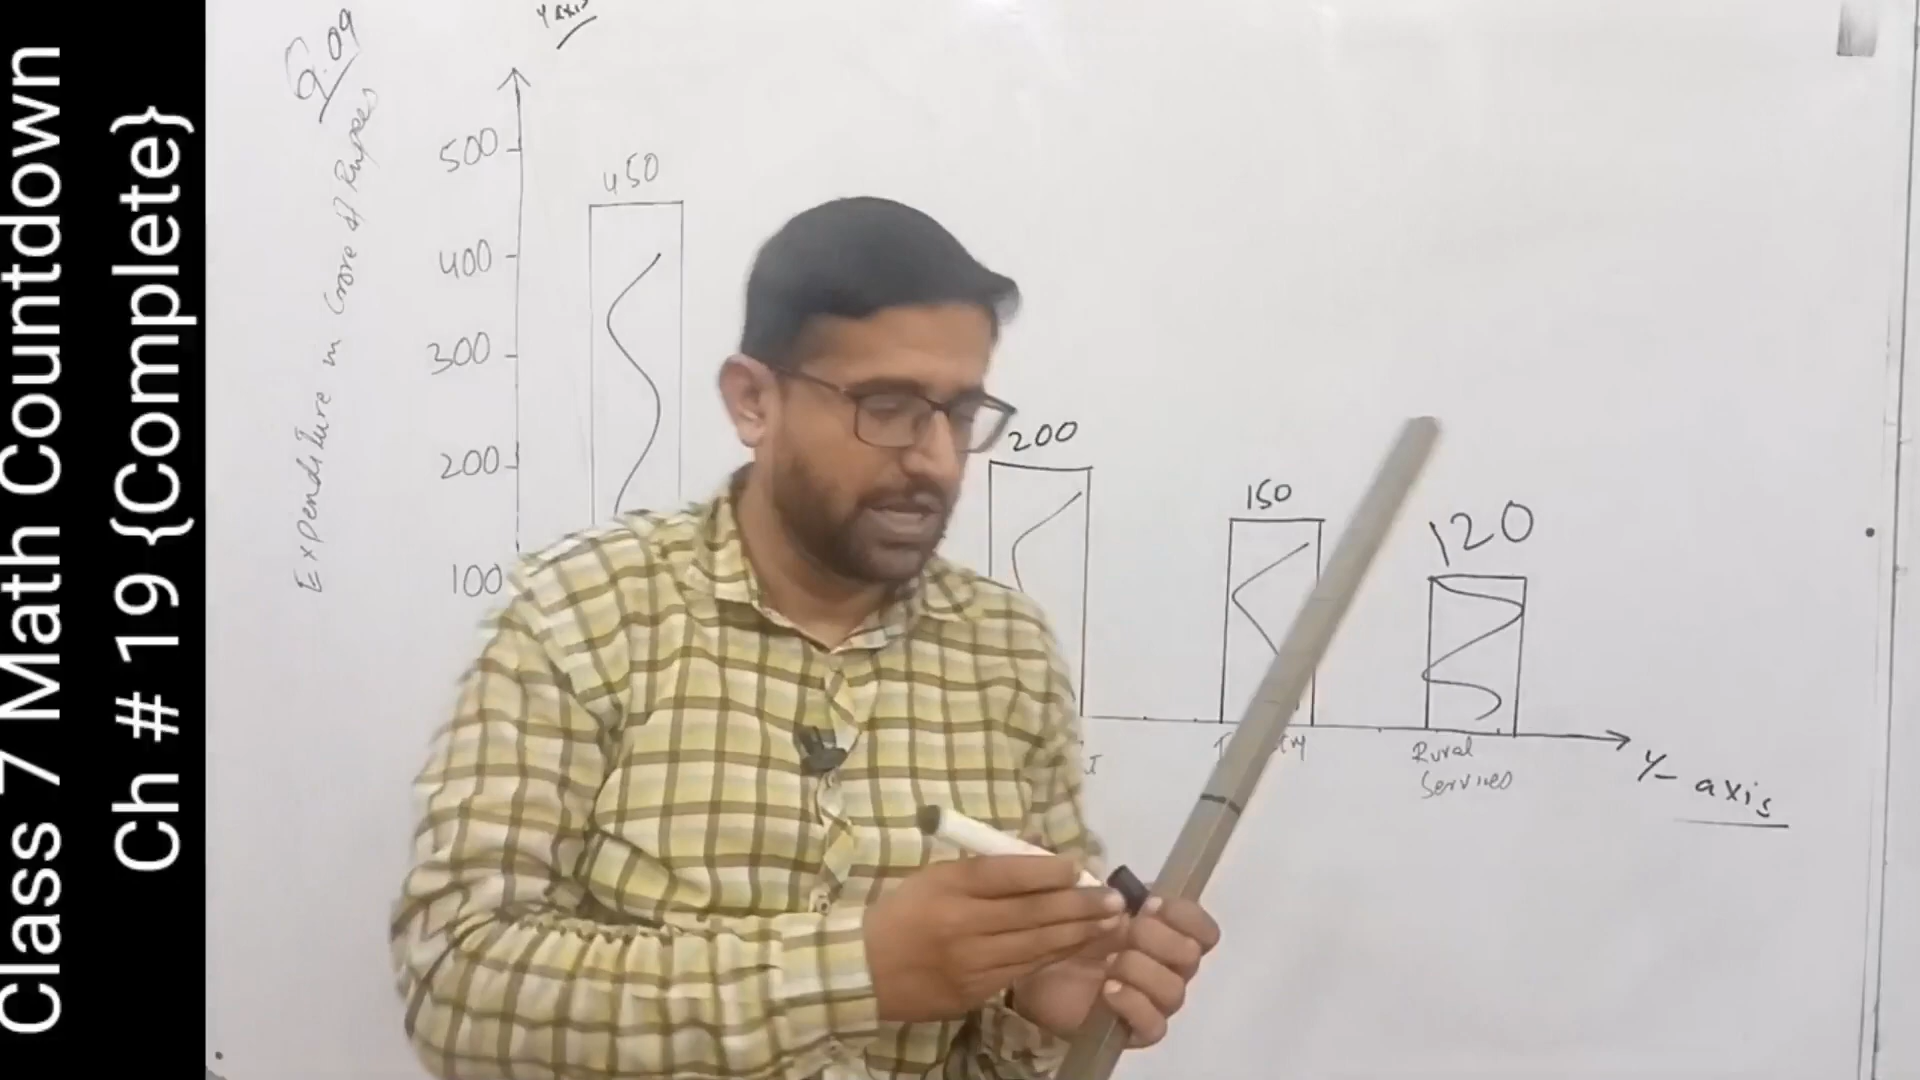 Class 7 Math Countdown
Ch # 19 {Complete}
Q.09
Y axis
Expenditure in Crore of Rupees
500
400
300
200
100
450
200
150
120
Rural
Services
Y- axis